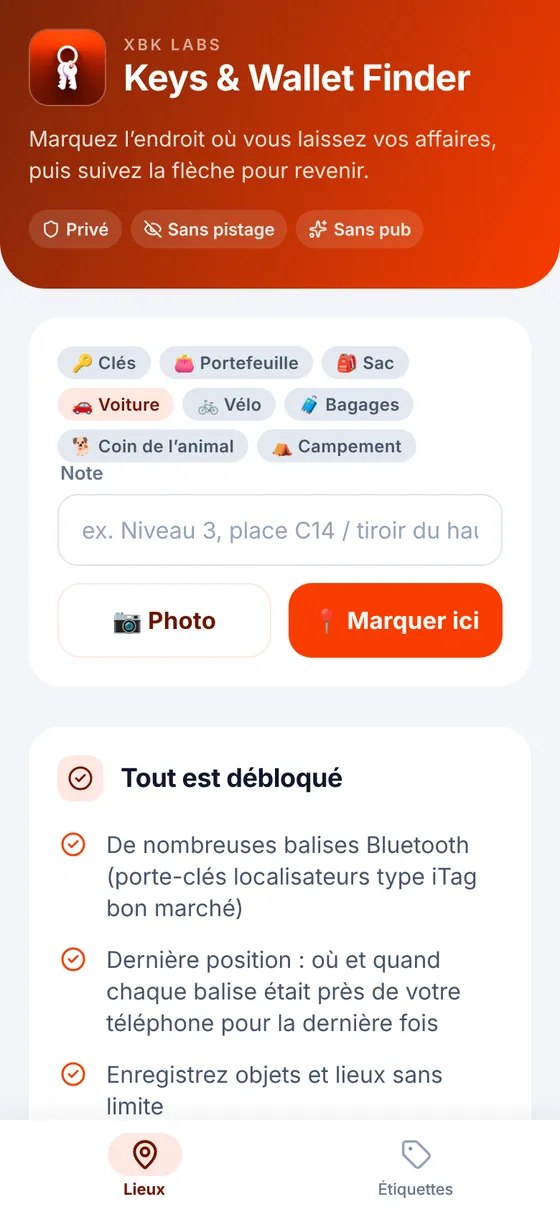 XBK LABS
Keys & Wallet Finder
Marquez l’endroit où vous laissez vos affaires,
puis suivez la flèche pour revenir.
Privé
Sans pistage
Sans pub
🔑 Clés
👛 Portefeuille
🎒 Sac
🚗 Voiture
🚲 Vélo
🧳 Bagages
🐕 Coin de l’animal
⛺ Campement
Note
ex. Niveau 3, place C14 / tiroir du hau
📷 Photo
📍 Marquer ici
Tout est débloqué
De nombreuses balises Bluetooth
(porte-clés localisateurs type iTag
bon marché)
Dernière position : où et quand
chaque balise était près de votre
téléphone pour la dernière fois
Enregistrez objets et lieux sans
limite
Lieux
Étiquettes